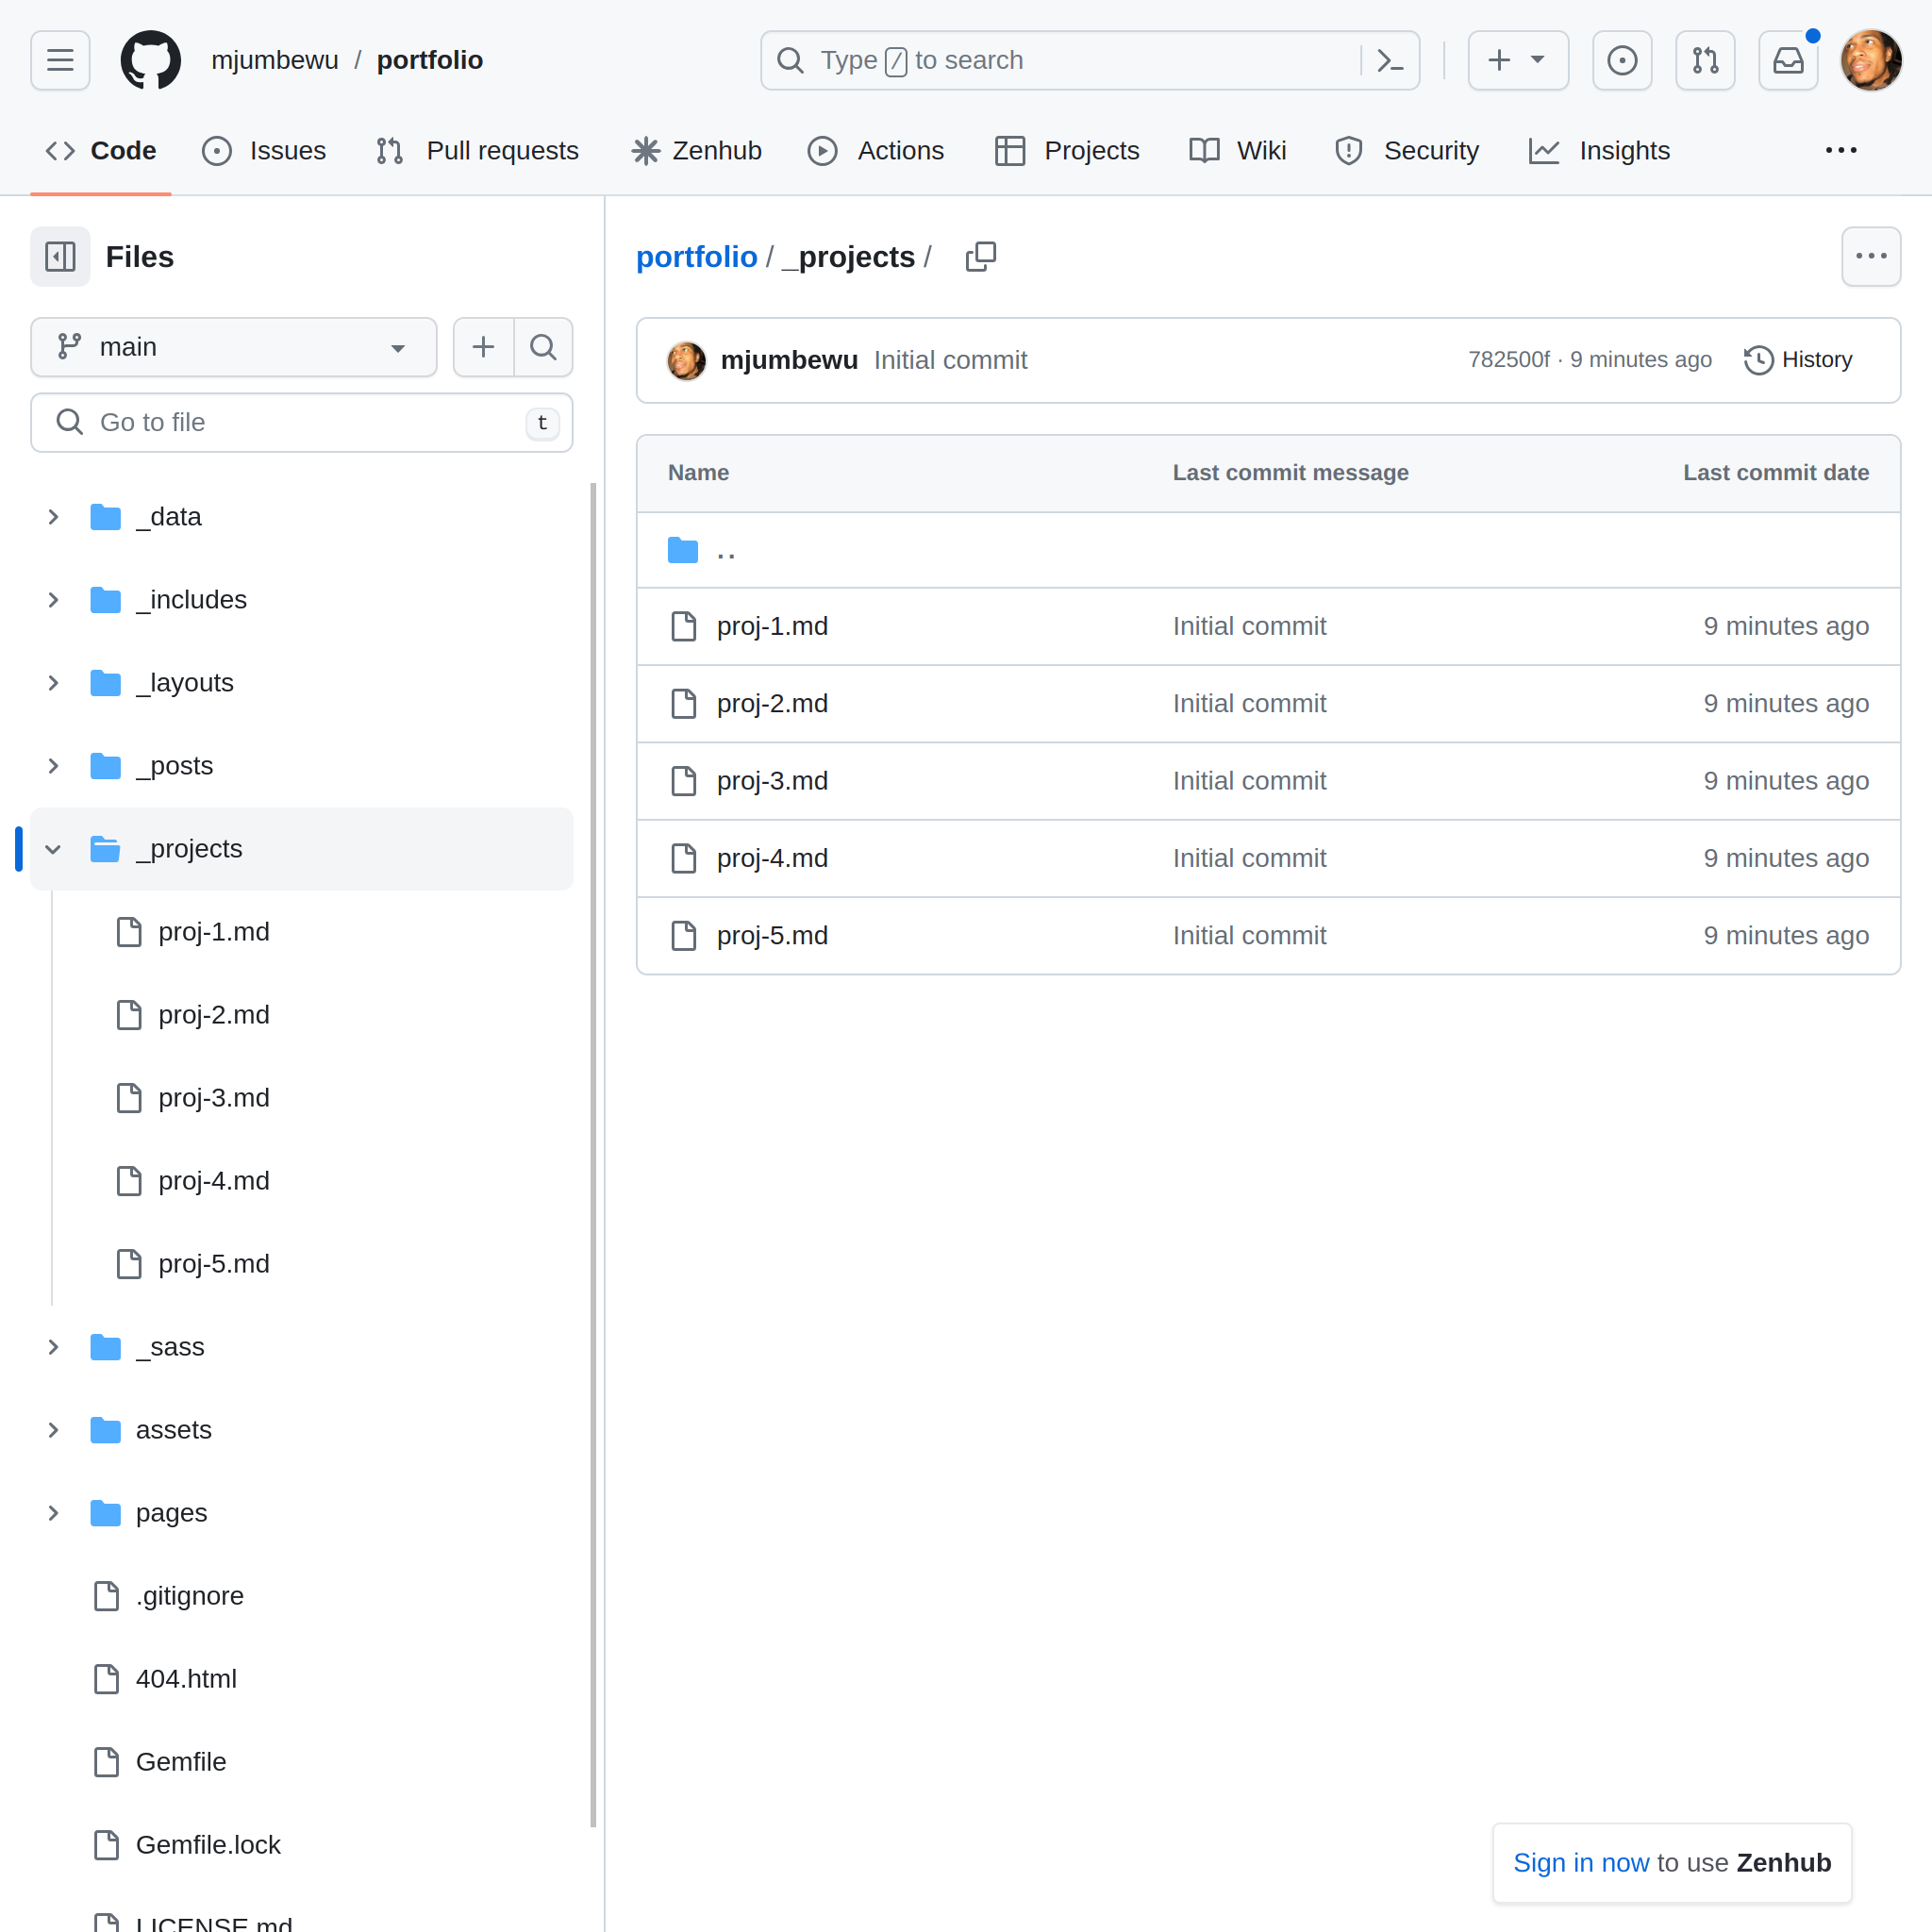 mjumbewu / portfolio
Type / to search
Code
Issues
Pull requests
Zenhub
Actions
Projects
Wiki
Security
Insights
Files
main
Go to file
t
_data
_includes
_layouts
_posts
_projects
proj-1.md
proj-2.md
proj-3.md
proj-4.md
proj-5.md
_sass
assets
pages
.gitignore
404.html
Gemfile
Gemfile.lock
LICENSE.md
portfolio / _projects /
mjumbewu Initial commit 782500f · 9 minutes ago History
Name Last commit message Last commit date
..
proj-1.md Initial commit 9 minutes ago
proj-2.md Initial commit 9 minutes ago
proj-3.md Initial commit 9 minutes ago
proj-4.md Initial commit 9 minutes ago
proj-5.md Initial commit 9 minutes ago
Sign in now to use Zenhub